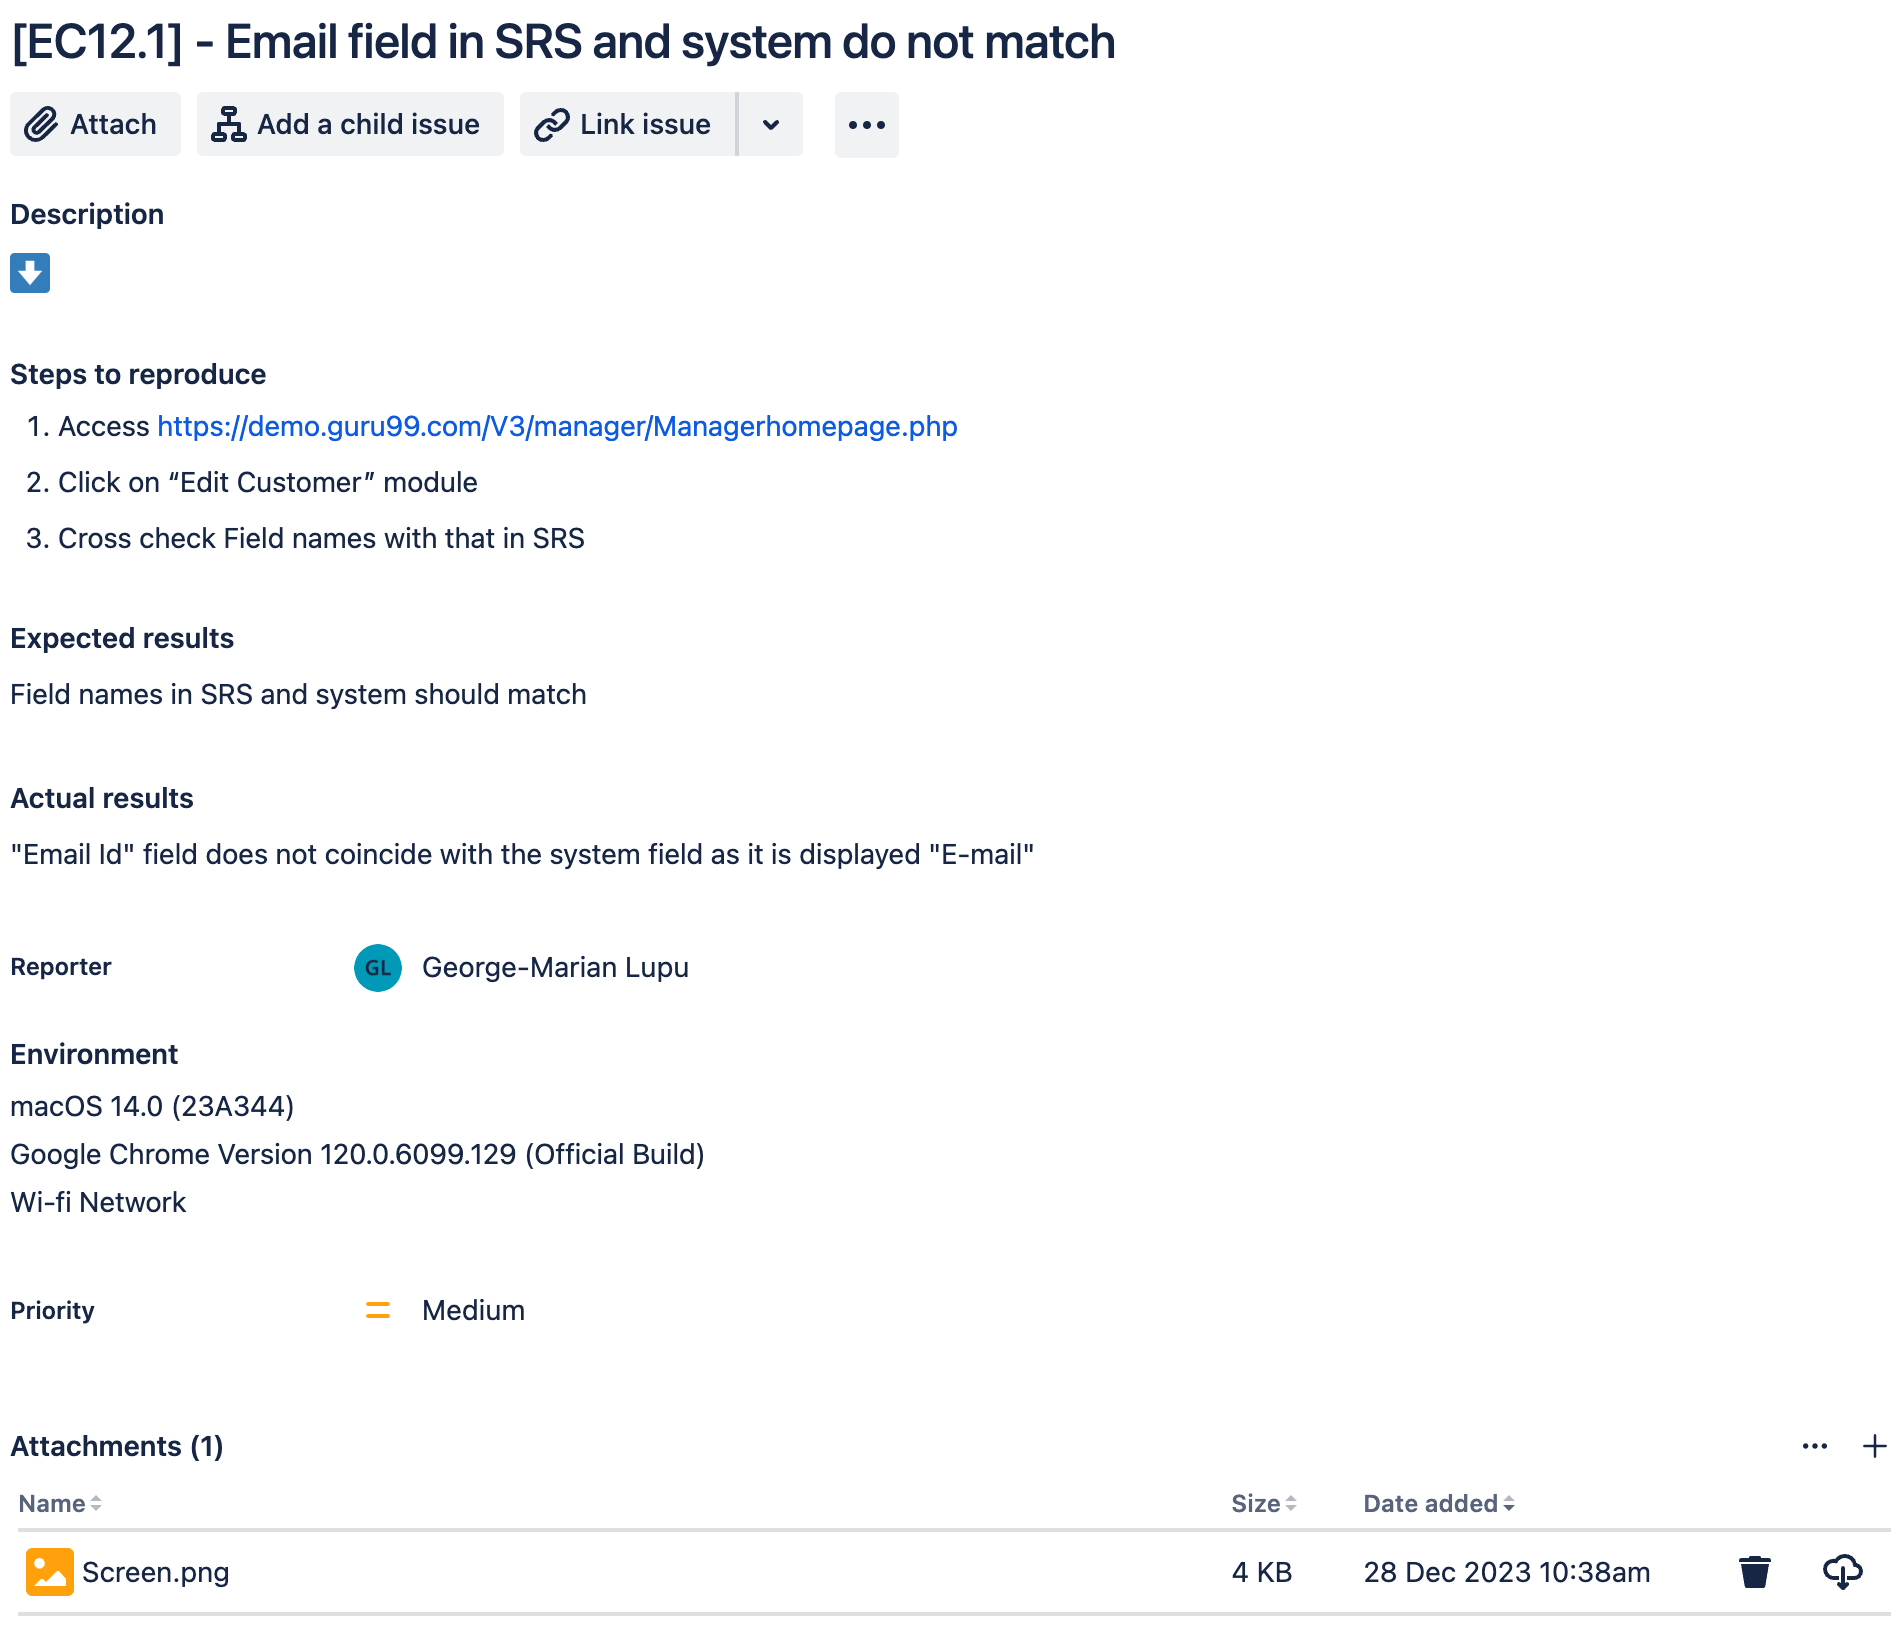 [EC12.1] - Email field in SRS and system do not match
Attach
Add a child issue
Link issue
Description
Steps to reproduce
1. Access https://demo.guru99.com/V3/manager/Managerhomepage.php
2. Click on “Edit Customer” module
3. Cross check Field names with that in SRS
Expected results
Field names in SRS and system should match
Actual results
"Email Id" field does not coincide with the system field as it is displayed "E-mail"
Reporter GL George-Marian Lupu
Environment
macOS 14.0 (23A344)
Google Chrome Version 120.0.6099.129 (Official Build)
Wi-fi Network
Priority Medium
Attachments (1)
Name Size Date added
Screen.png 4 KB 28 Dec 2023 10:38am